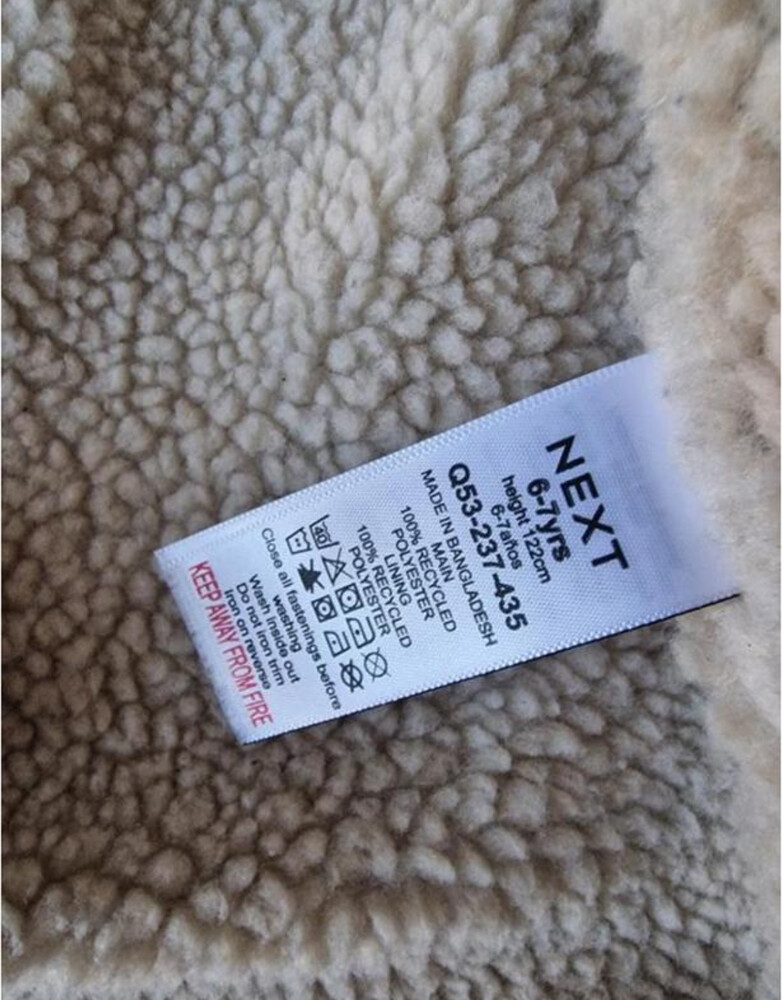 NEXT
6-7yrs
height 122cm
6-7años
Q53-237-435
MADE IN BANGLADESH
MAIN
100% RECYCLED
POLYESTER
LINING
100% RECYCLED
POLYESTER
40
Close all fastenings before
washing
Wash inside out
Do not iron trim
iron on reverse
KEEP AWAY FROM FIRE